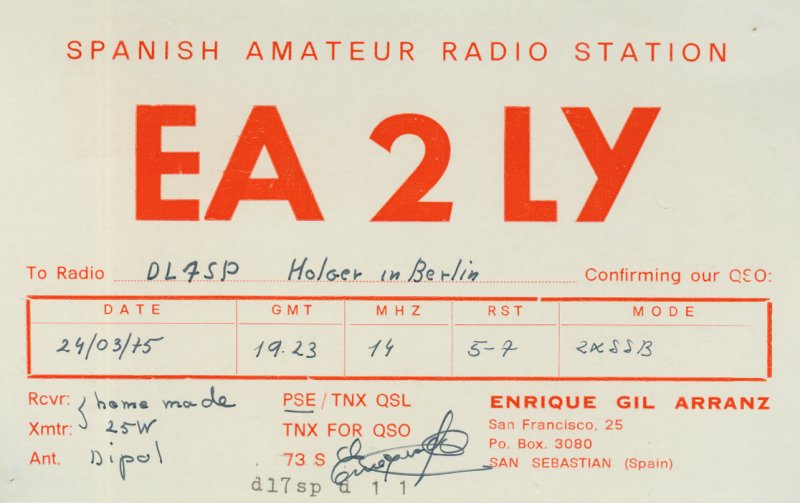 SPANISH AMATEUR RADIO STATION
EA 2 LY
To Radio DL7SP Holger in Berlin Confirming our QSO:
DATE GMT MHZ RST MODE
24/03/75 19.23 14 5-7 2XSSB
Rcvr: home made PSE/TNX QSL ENRIQUE GIL ARRANZ
Xmtr: 25W TNX FOR QSO San Francisco, 25
Po. Box. 3080
Ant. Dipol 73 S SAN SEBASTIAN (Spain)
dl7sp d 1 1